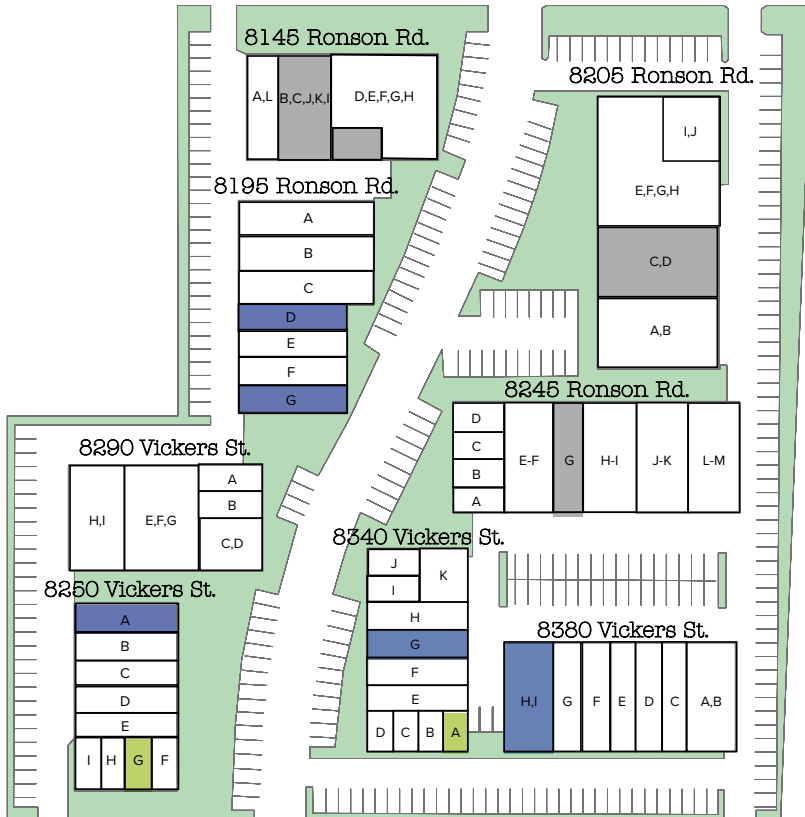 8145 Ronson Rd.
A,L
B,C,J,K,I
D,E,F,G,H
8205 Ronson Rd.
I,J
E,F,G,H
C,D
A,B
8195 Ronson Rd.
A
B
C
D
E
F
G
8245 Ronson Rd.
D
C
B
A
E-F
G
H-I
J-K
L-M
8290 Vickers St.
H,I
E,F,G
A
B
C,D
8340 Vickers St.
J
I
K
H
G
F
E
D
C
B
A
8250 Vickers St.
A
B
C
D
E
I
H
G
F
8380 Vickers St.
H,I
G
F
E
D
C
A,B